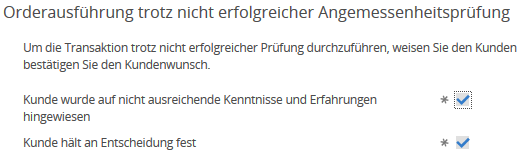 Orderausführung trotz nicht erfolgreicher Angemessenheitsprüfung
Um die Transaktion trotz nicht erfolgreicher Prüfung durchzuführen, weisen Sie den Kunden
bestätigen Sie den Kundenwunsch.
Kunde wurde auf nicht ausreichende Kenntnisse und Erfahrungen *
hingewiesen
Kunde hält an Entscheidung fest *